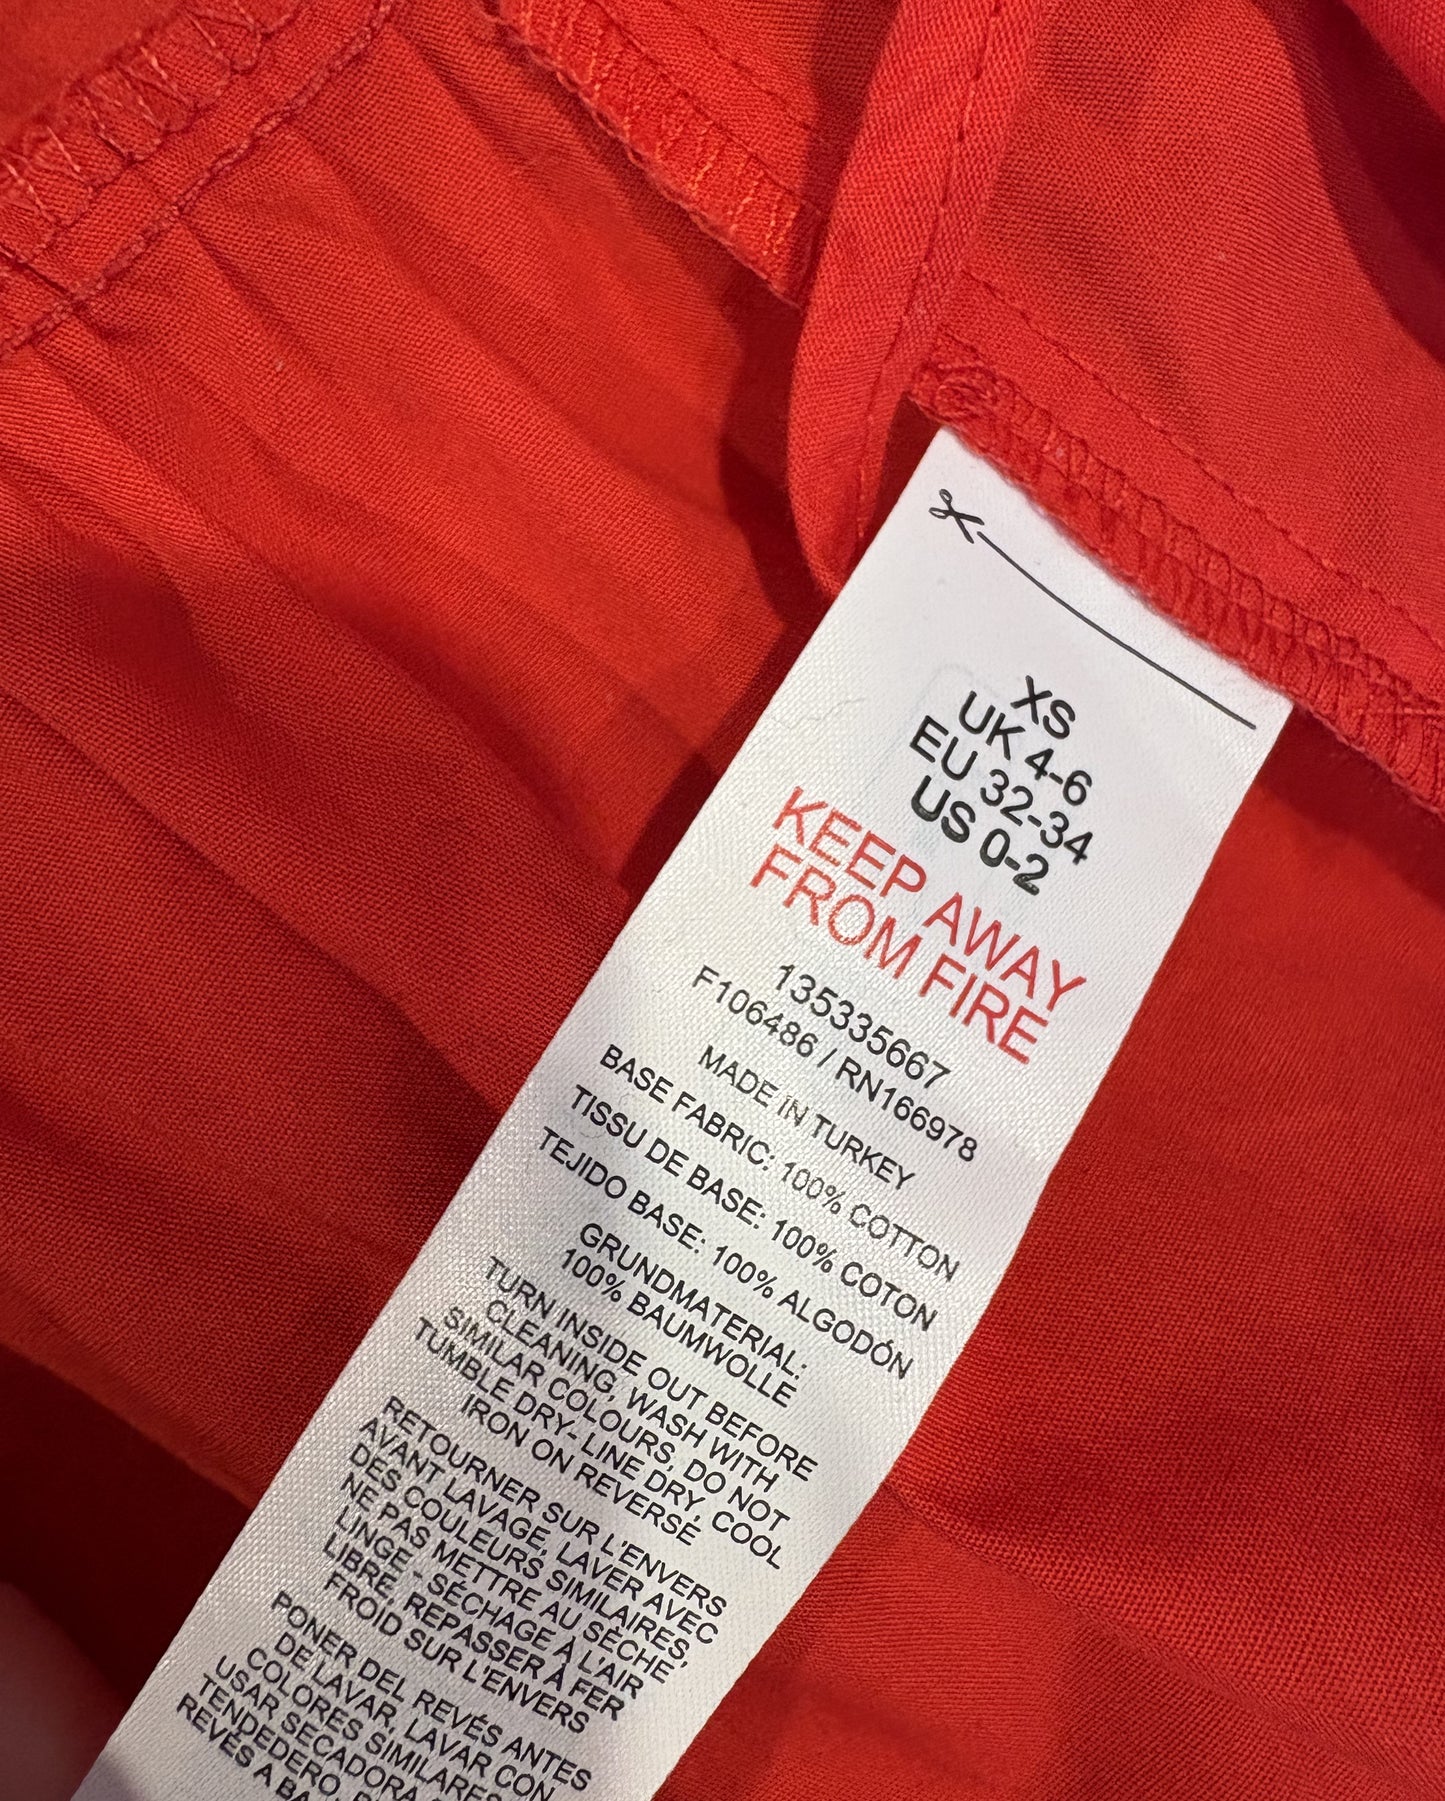 XS
UK 4-6
EU 32-34
US 0-2
KEEP AWAY
FROM FIRE
135335667
F106486 / RN166978
MADE IN TURKEY
BASE FABRIC: 100% COTTON
TISSU DE BASE: 100% COTON
TEJIDO BASE: 100% ALGODÓN
GRUNDMATERIAL:
100% BAUMWOLLE
TURN INSIDE OUT BEFORE
CLEANING, WASH WITH
SIMILAR COLOURS, DO NOT
TUMBLE DRY- LINE DRY, COOL
IRON ON REVERSE
RETOURNER SUR L'ENVERS
AVANT LAVAGE, LAVER AVEC
DES COULEURS SIMILAIRES,
NE PAS METTRE AU SÈCHE-
LINGE - SÉCHAGE À L'AIR
LIBRE, REPASSER À FER
FROID SUR L'ENVERS
PONER DEL REVÉS ANTES
DE LAVAR, LAVAR CON
COLORES SIMILARES
USAR SECADORA
TENDEDERO,
REVÉS A BA